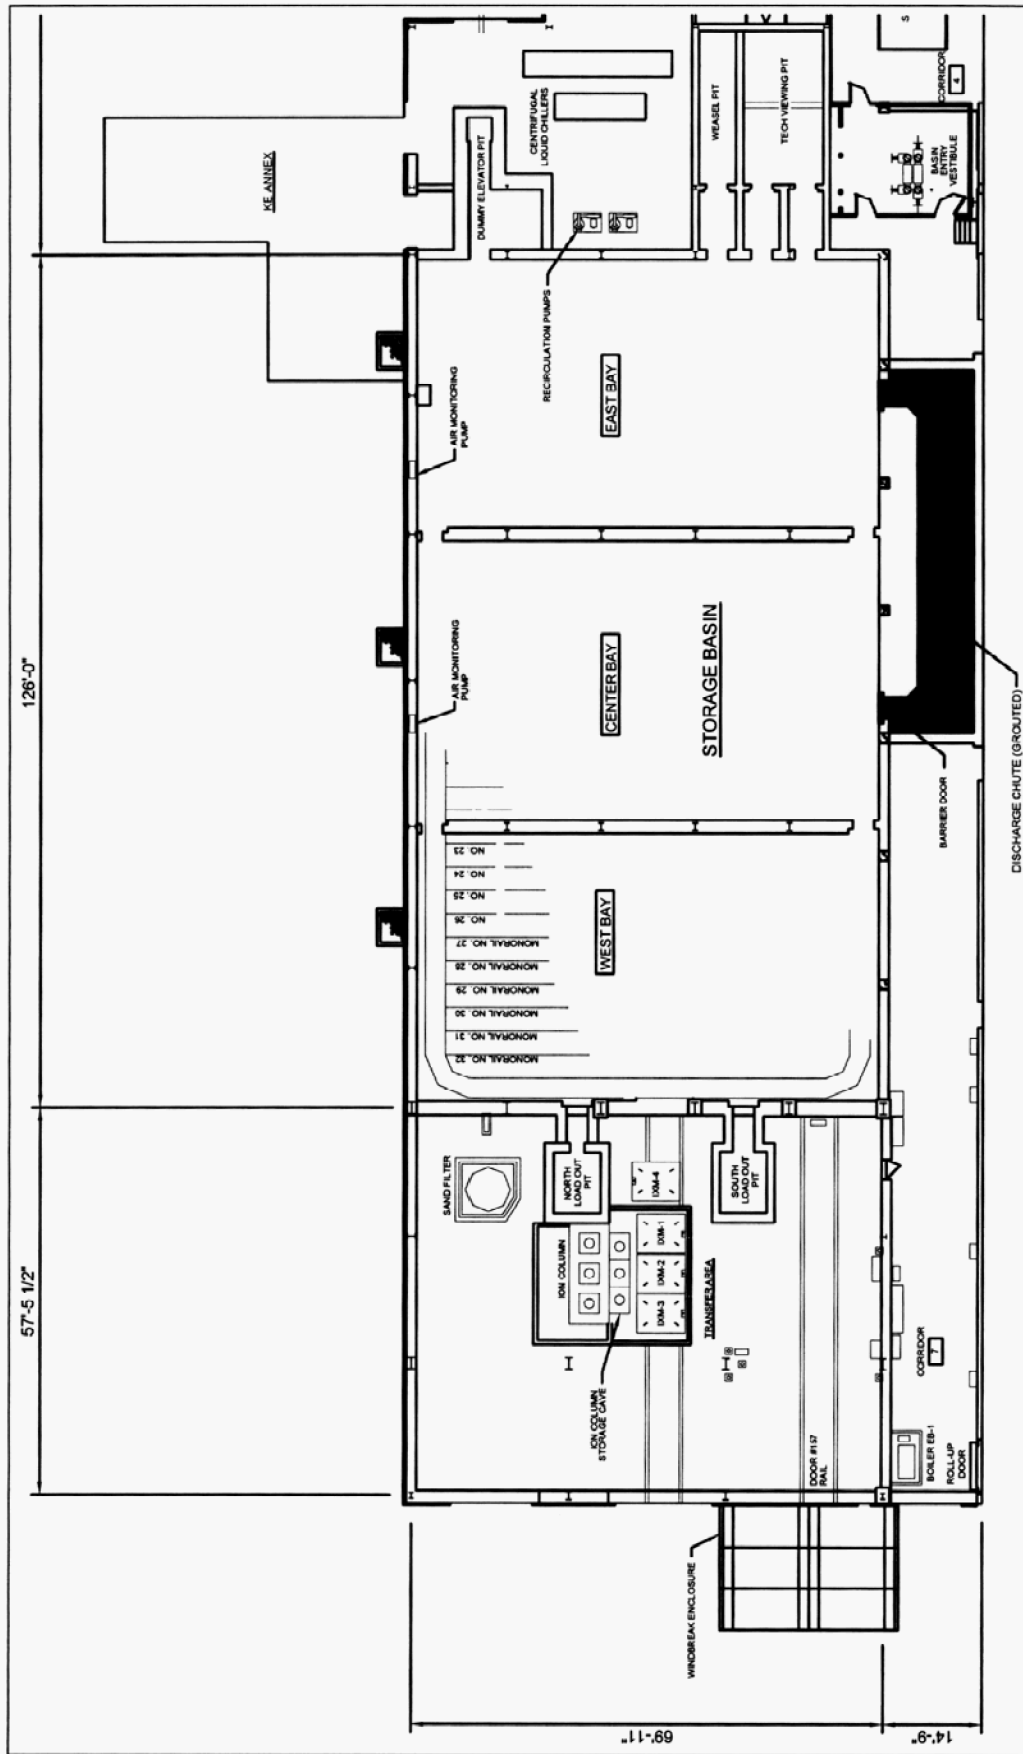 126'-0"
57'-5 1/2"
KE ANNEX
DUMMY ELEVATOR PIT
CENTRIFUGAL
LIQUID CHILLERS
WEASEL PIT
TECH VIEWING PIT
S
CORRIDOR
4
BASIN
ENTRY
VESTIBULE
RECIRCULATION PUMPS
AIR MONITORING
PUMP
EAST BAY
AIR MONITORING
PUMP
CENTER BAY
STORAGE BASIN
DISCHARGE CHUTE (GROUTED)
BARRIER DOOR
NO. 23
NO. 24
NO. 25
NO. 26
MONORAIL NO. 27
MONORAIL NO. 28
MONORAIL NO. 29
MONORAIL NO. 30
MONORAIL NO. 31
MONORAIL NO. 32
WEST BAY
SAND FILTER
NORTH
LOAD OUT
PIT
IXM-4
SOUTH
LOAD OUT
PIT
ION COLUMN
IXM-1
IXM-2
IXM-3
TRANSFER AREA
ION COLUMN
STORAGE CAVE
DOOR #157
RAIL
CORRIDOR
7
BOILER EB-1
ROLL-UP
DOOR
WINDBREAK ENCLOSURE
69'-11"
14'-9"